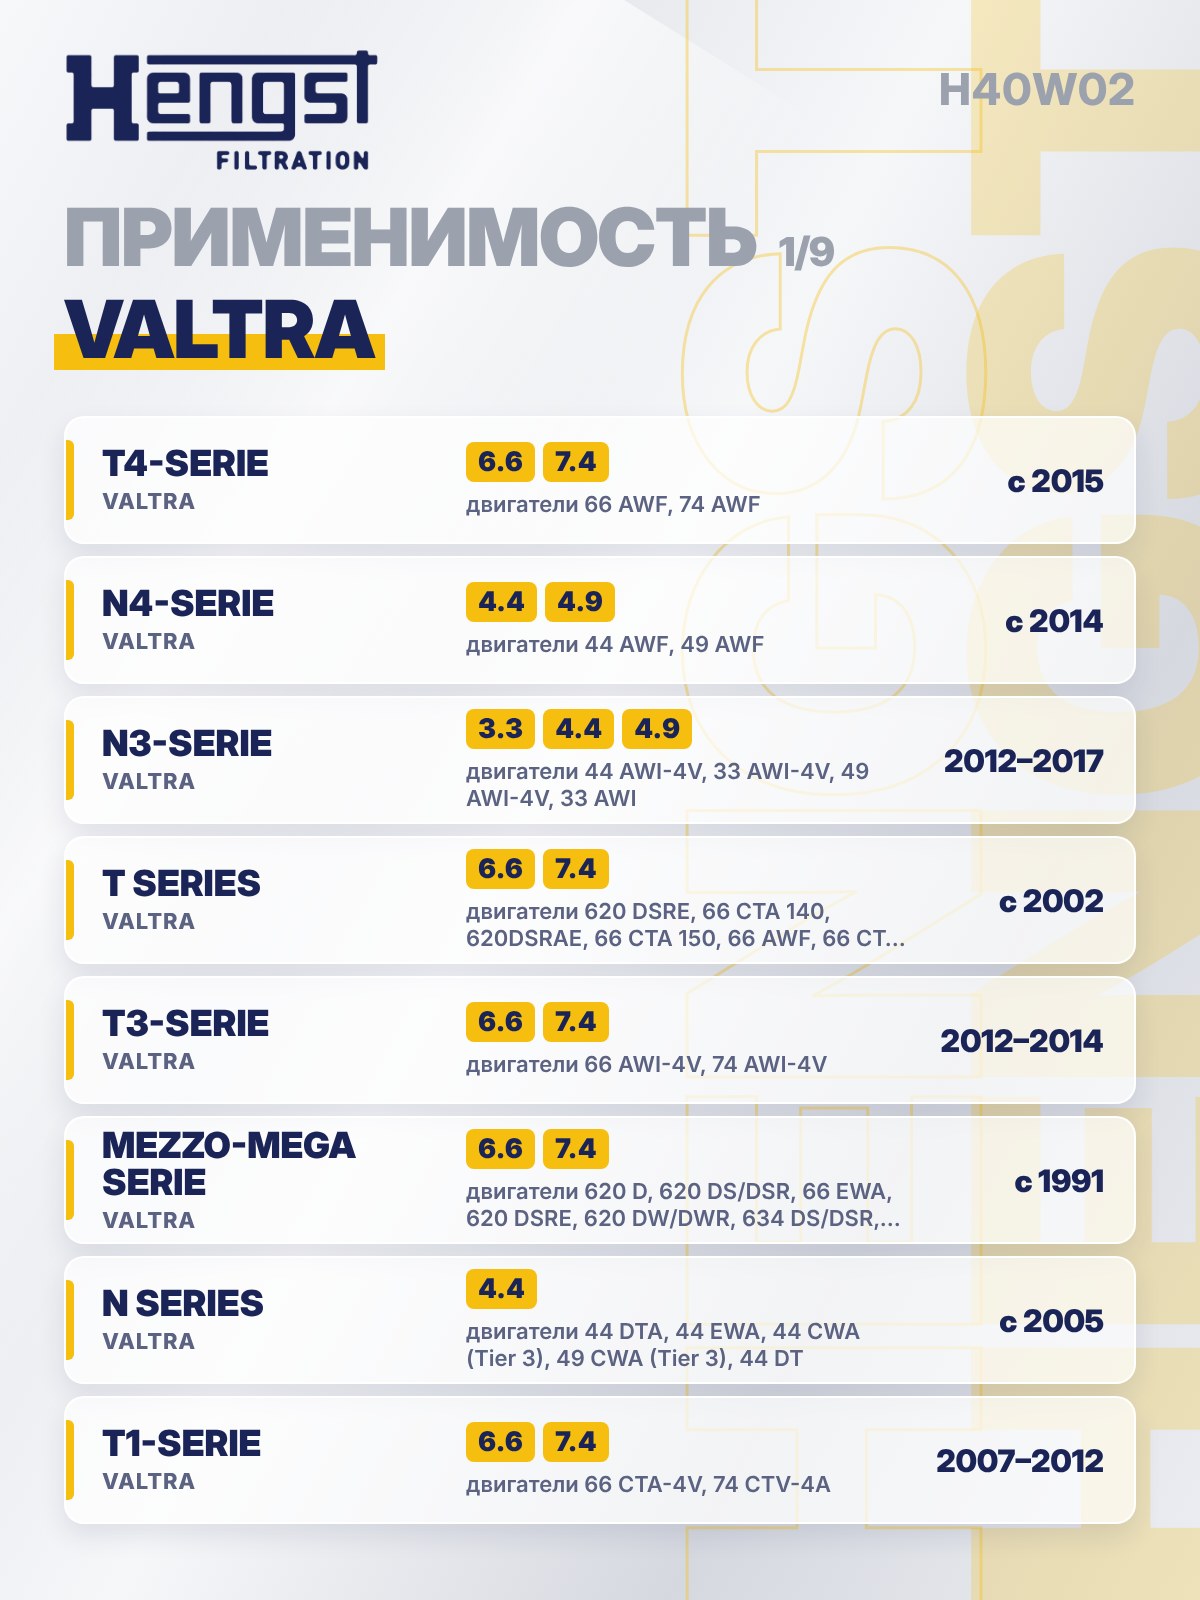 Hengst
FILTRATION
H40W02
ПРИМЕНИМОСТЬ 1/9
VALTRA
T4-SERIE
VALTRA
6.6 7.4
двигатели 66 AWF, 74 AWF
с 2015
N4-SERIE
VALTRA
4.4 4.9
двигатели 44 AWF, 49 AWF
с 2014
N3-SERIE
VALTRA
3.3 4.4 4.9
двигатели 44 AWI-4V, 33 AWI-4V, 49
AWI-4V, 33 AWI
2012–2017
T SERIES
VALTRA
6.6 7.4
двигатели 620 DSRE, 66 CTA 140,
620DSRAE, 66 CTA 150, 66 AWF, 66 CT...
с 2002
T3-SERIE
VALTRA
6.6 7.4
двигатели 66 AWI-4V, 74 AWI-4V
2012–2014
MEZZO-MEGA
SERIE
VALTRA
6.6 7.4
двигатели 620 D, 620 DS/DSR, 66 EWA,
620 DSRE, 620 DW/DWR, 634 DS/DSR,...
с 1991
N SERIES
VALTRA
4.4
двигатели 44 DTA, 44 EWA, 44 CWA
(Tier 3), 49 CWA (Tier 3), 44 DT
с 2005
T1-SERIE
VALTRA
6.6 7.4
двигатели 66 CTA-4V, 74 CTV-4A
2007–2012
HENGST
HENGST